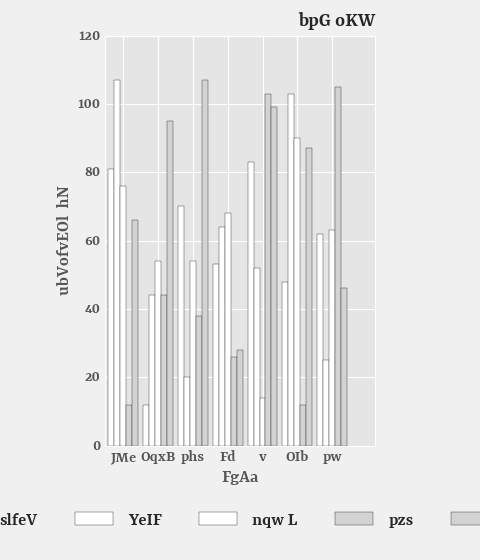 bpG oKW
120
100
80
60
40
20
0
ubVofvEOl hN
JMe OqxB phs Fd v OIb pw
FgAa
slfeV YeIF nqw L pzs